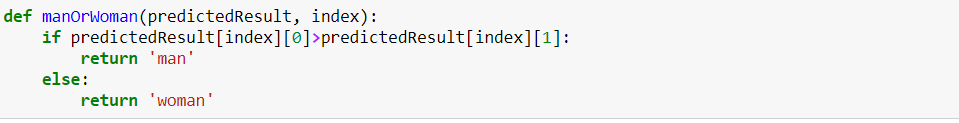 def manOrWoman(predictedResult, index):
    if predictedResult[index][0]>predictedResult[index][1]:
        return 'man'
    else:
        return 'woman'